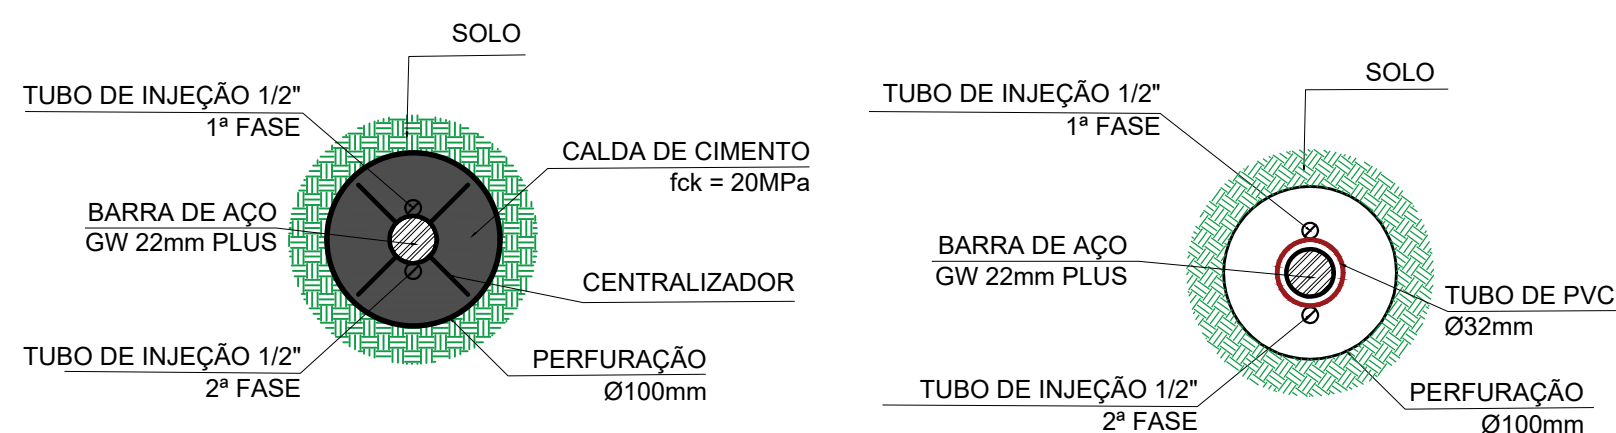 SOLO
TUBO DE INJEÇÃO 1/2"
1ª FASE
CALDA DE CIMENTO
fck = 20MPa
BARRA DE AÇO
GW 22mm PLUS
CENTRALIZADOR
TUBO DE INJEÇÃO 1/2"
2ª FASE
PERFURAÇÃO
Ø100mm
SOLO
TUBO DE INJEÇÃO 1/2"
1ª FASE
BARRA DE AÇO
GW 22mm PLUS
TUBO DE PVC
Ø32mm
TUBO DE INJEÇÃO 1/2"
2ª FASE
PERFURAÇÃO
Ø100mm